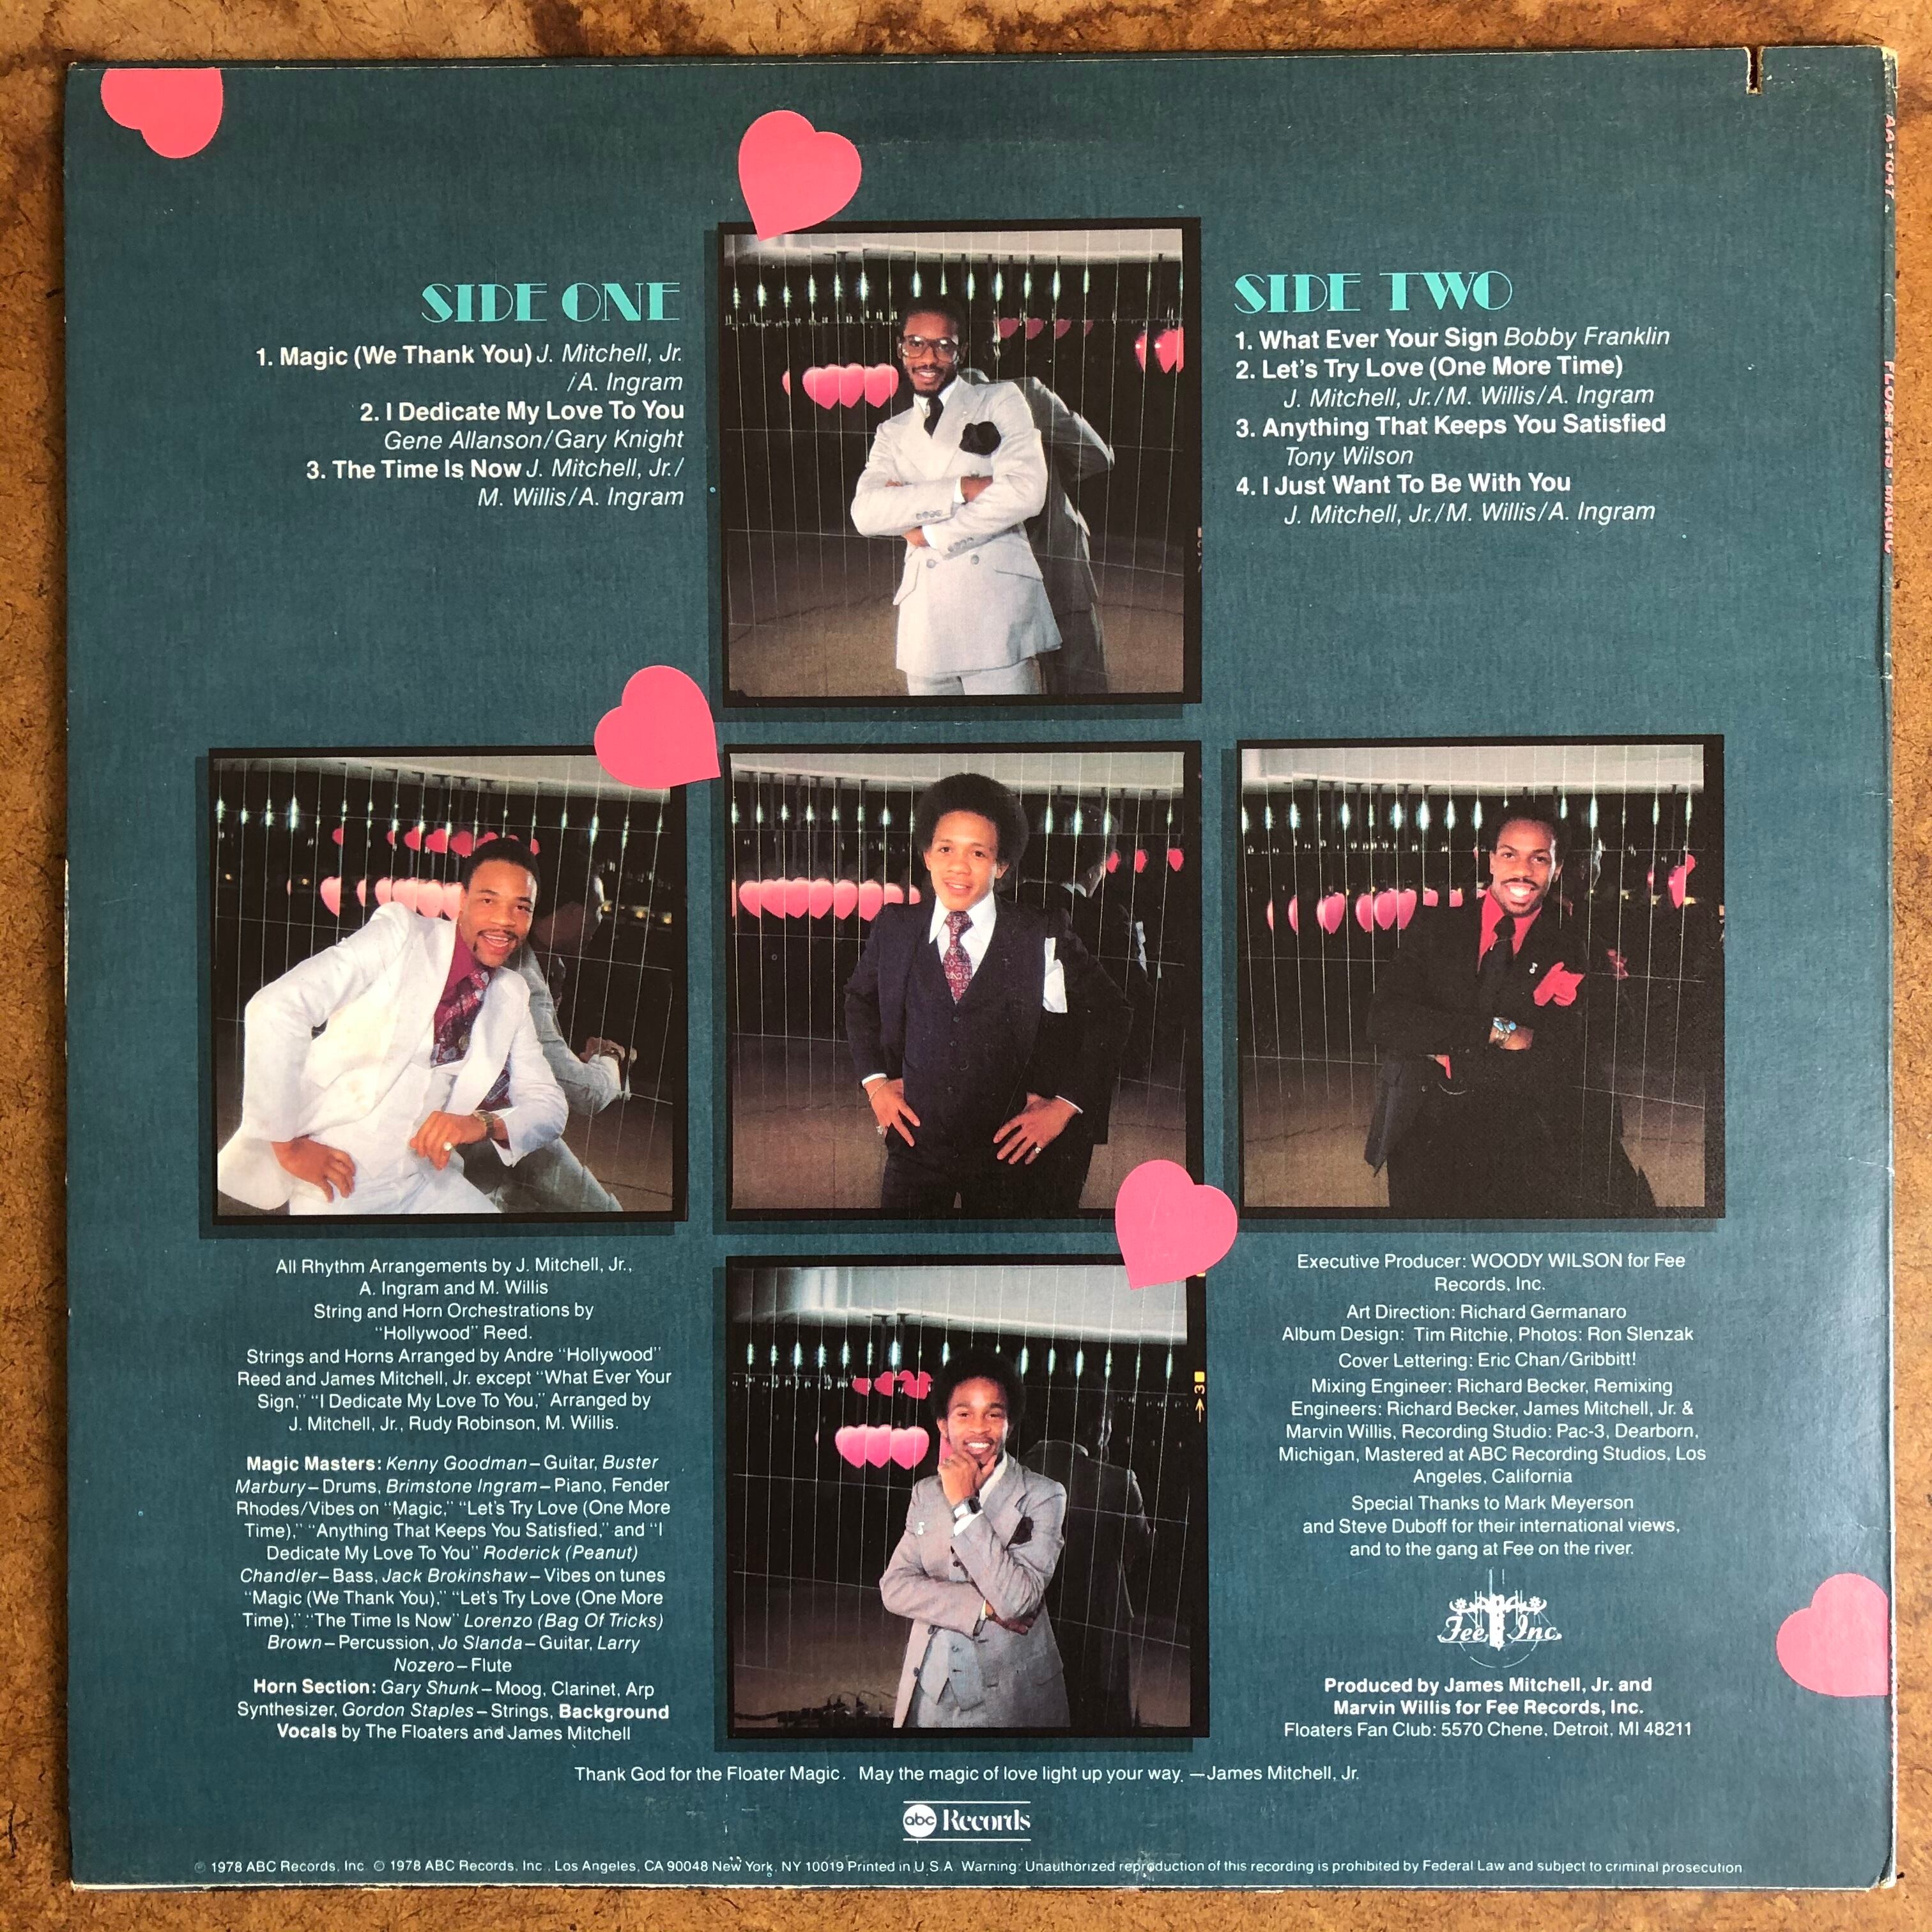 SIDE ONE
1. Magic (We Thank You) J. Mitchell, Jr.
/A. Ingram
2. I Dedicate My Love To You
Gene Allanson/Gary Knight
3. The Time Is Now J. Mitchell, Jr./
M. Willis/A. Ingram
SIDE TWO
1. What Ever Your Sign Bobby Franklin
2. Let's Try Love (One More Time)
J. Mitchell, Jr./M. Willis/A. Ingram
3. Anything That Keeps You Satisfied
Tony Wilson
4. I Just Want To Be With You
J. Mitchell, Jr./M. Willis/A. Ingram
FLOATERS MAGIC
All Rhythm Arrangements by J. Mitchell, Jr.,
A. Ingram and M. Willis
String and Horn Orchestrations by
"Hollywood" Reed.
Strings and Horns Arranged by Andre "Hollywood"
Reed and James Mitchell, Jr. except "What Ever Your
Sign," "I Dedicate My Love To You," Arranged by
J. Mitchell, Jr., Rudy Robinson, M. Willis.
Magic Masters: Kenny Goodman – Guitar, Buster
Marbury – Drums, Brimstone Ingram – Piano, Fender
Rhodes/Vibes on "Magic," "Let's Try Love (One More
Time)," "Anything That Keeps You Satisfied," and "I
Dedicate My Love To You" Roderick (Peanut)
Chandler – Bass, Jack Brokinshaw – Vibes on tunes
"Magic (We Thank You)," "Let's Try Love (One More
Time)," "The Time Is Now" Lorenzo (Bag Of Tricks)
Brown – Percussion, Jo Slanda – Guitar, Larry
Nozero – Flute
Horn Section: Gary Shunk – Moog, Clarinet, Arp
Synthesizer, Gordon Staples – Strings, Background
Vocals by The Floaters and James Mitchell
3
Executive Producer: WOODY WILSON for Fee
Records, Inc.
Art Direction: Richard Germanaro
Album Design: Tim Ritchie, Photos: Ron Slenzak
Cover Lettering: Eric Chan/Gribbitt!
Mixing Engineer: Richard Becker, Remixing
Engineers: Richard Becker, James Mitchell, Jr. &
Marvin Willis, Recording Studio: Pac-3, Dearborn,
Michigan, Mastered at ABC Recording Studios, Los
Angeles, California
Special Thanks to Mark Meyerson
and Steve Duboff for their international views,
and to the gang at Fee on the river.
Fee Inc.
Produced by James Mitchell, Jr. and
Marvin Willis for Fee Records, Inc.
Floaters Fan Club: 5570 Chene, Detroit, MI 48211
Thank God for the Floater Magic. May the magic of love light up your way. —James Mitchell, Jr.
abc Records
℗ 1978 ABC Records, Inc. © 1978 ABC Records, Inc., Los Angeles, CA 90048 New York, NY 10019 Printed in U.S.A. Warning: Unauthorized reproduction of this recording is prohibited by Federal Law and subject to criminal prosecution.